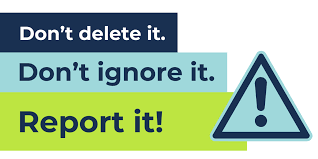 Don’t delete it.
Don’t ignore it.
Report it!